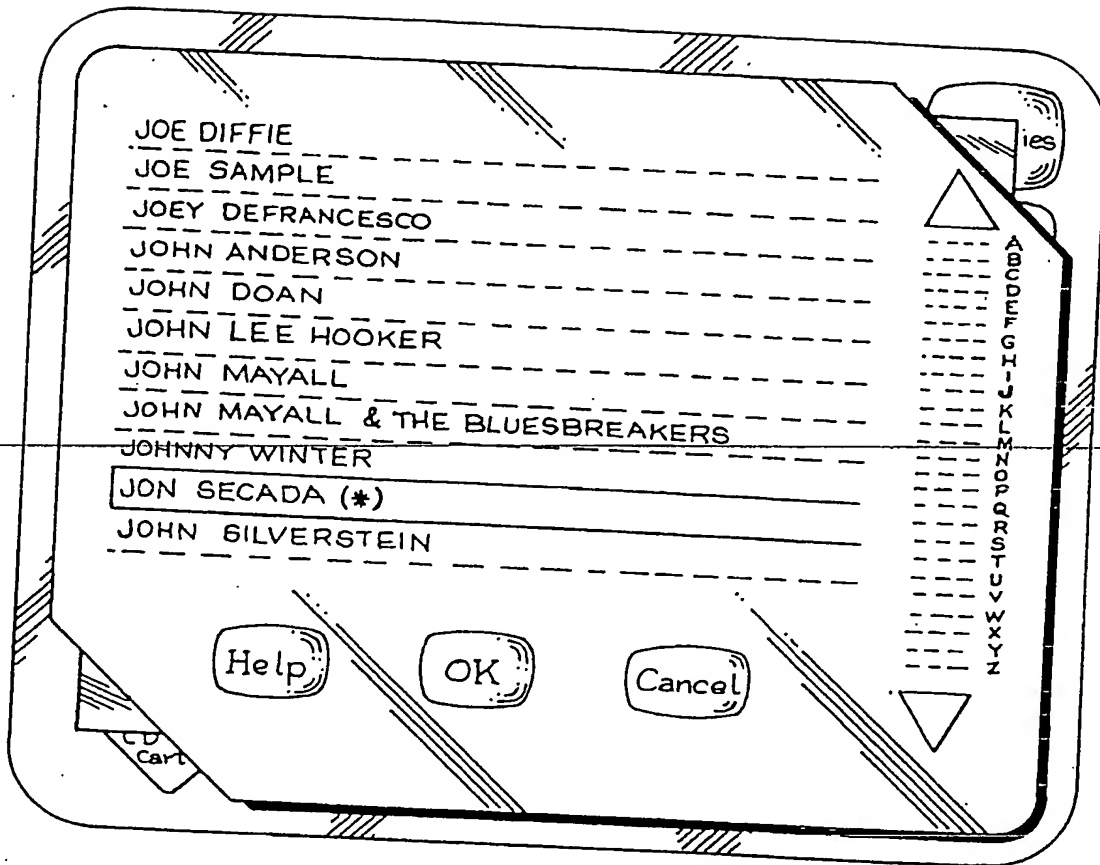 JOE DIFFIE
JOE SAMPLE
JOEY DEFRANCESCO
JOHN ANDERSON
JOHN DOAN
JOHN LEE HOOKER
JOHN MAYALL
JOHN MAYALL & THE BLUESBREAKERS
JOHNNY WINTER
JON SECADA (*)
JOHN SILVERSTEIN
ies
A
B
C
D
E
F
G
H
I
J
K
L
M
N
O
P
Q
R
S
T
U
V
W
X
Y
Z
Help
OK
Cancel
CD
Cart